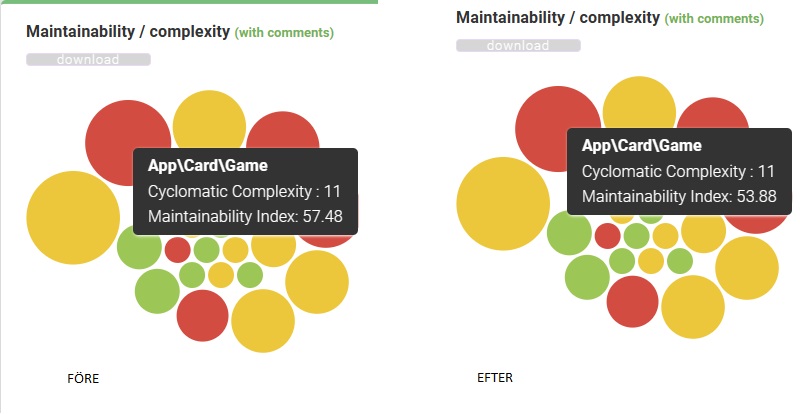 Maintainability / complexity (with comments)
download
App\Card\Game
Cyclomatic Complexity : 11
Maintainability Index: 57.48
FÖRE
Maintainability / complexity (with comments)
download
App\Card\Game
Cyclomatic Complexity : 11
Maintainability Index: 53.88
EFTER